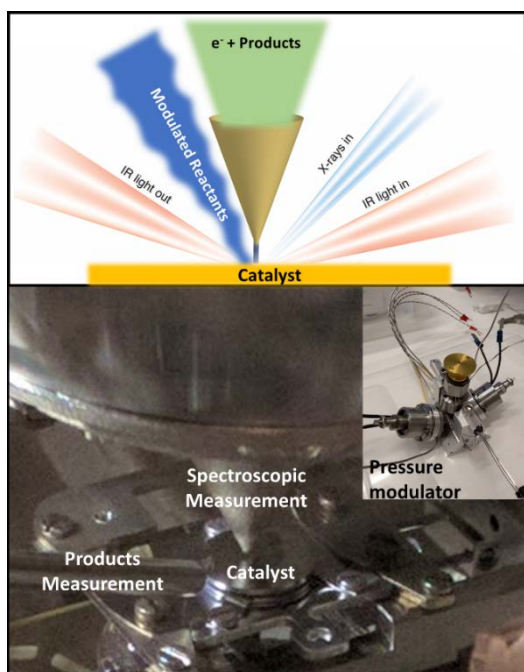 e⁻ + Products
Modulated Reactants
X-rays in
IR light out
IR light in
Catalyst
Pressure
modulator
Spectroscopic
Measurement
Products
Measurement
Catalyst